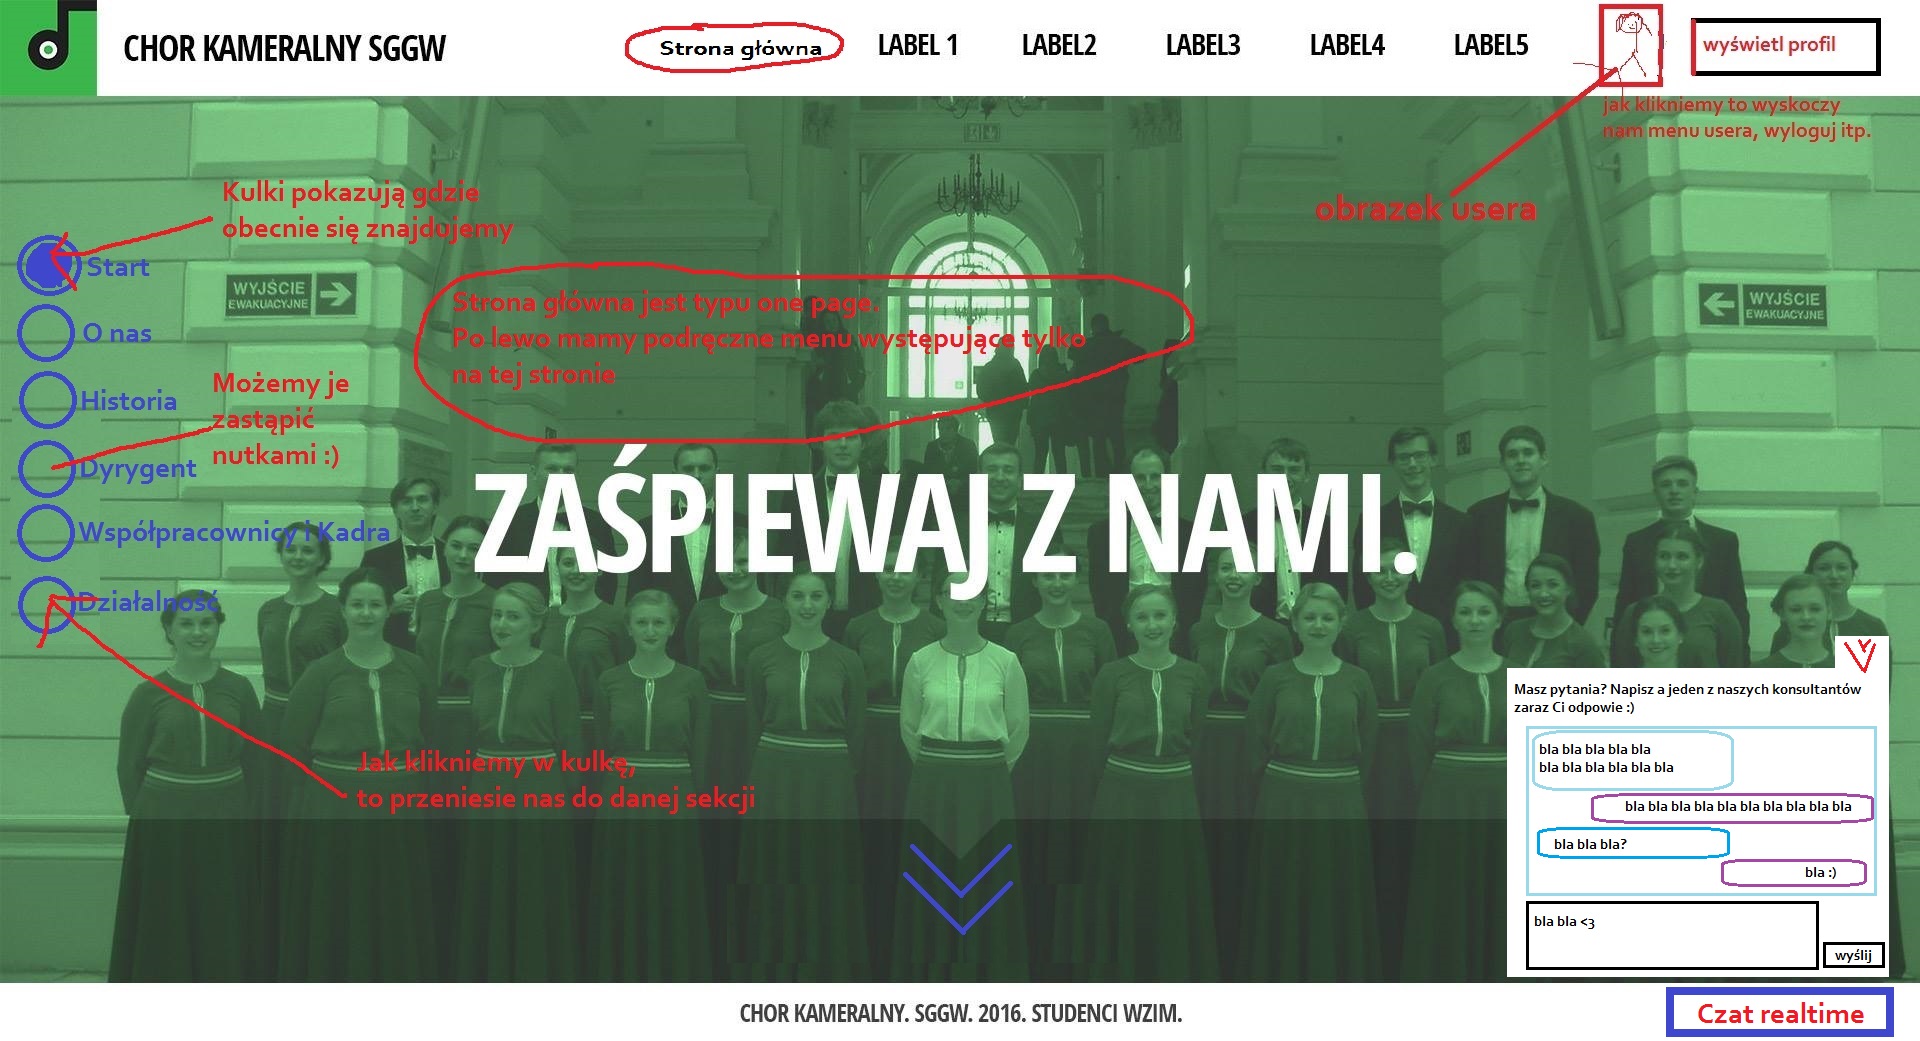 CHOR KAMERALNY SGGW
Strona główna
LABEL 1
LABEL2
LABEL3
LABEL4
LABEL5
wyświetl profil
jak klikniemy to wyskoczy
nam menu usera, wyloguj itp.
obrazek usera
Kulki pokazują gdzie
obecnie się znajdujemy
Start
O nas
Historia
Dyrygent
Współpracownicy i Kadra
Działalność
WYJŚCIE
EWAKUACYJNE
Możemy je
zastąpić
nutkami :)
Strona główna jest typu one page.
Po lewo mamy podręczne menu występujące tylko
na tej stronie
WYJŚCIE
EWAKUACYJNE
ZAŚPIEWAJ Z NAMI.
Jak klikniemy w kulkę,
to przeniesie nas do danej sekcji
Masz pytania? Napisz a jeden z naszych konsultantów
zaraz Ci odpowie :)
bla bla bla bla bla
bla bla bla bla bla bla
bla bla bla bla bla bla bla bla bla bla
bla bla bla?
bla :)
bla bla <3
wyślij
CHOR KAMERALNY. SGGW. 2016. STUDENCI WZIM.
Czat realtime